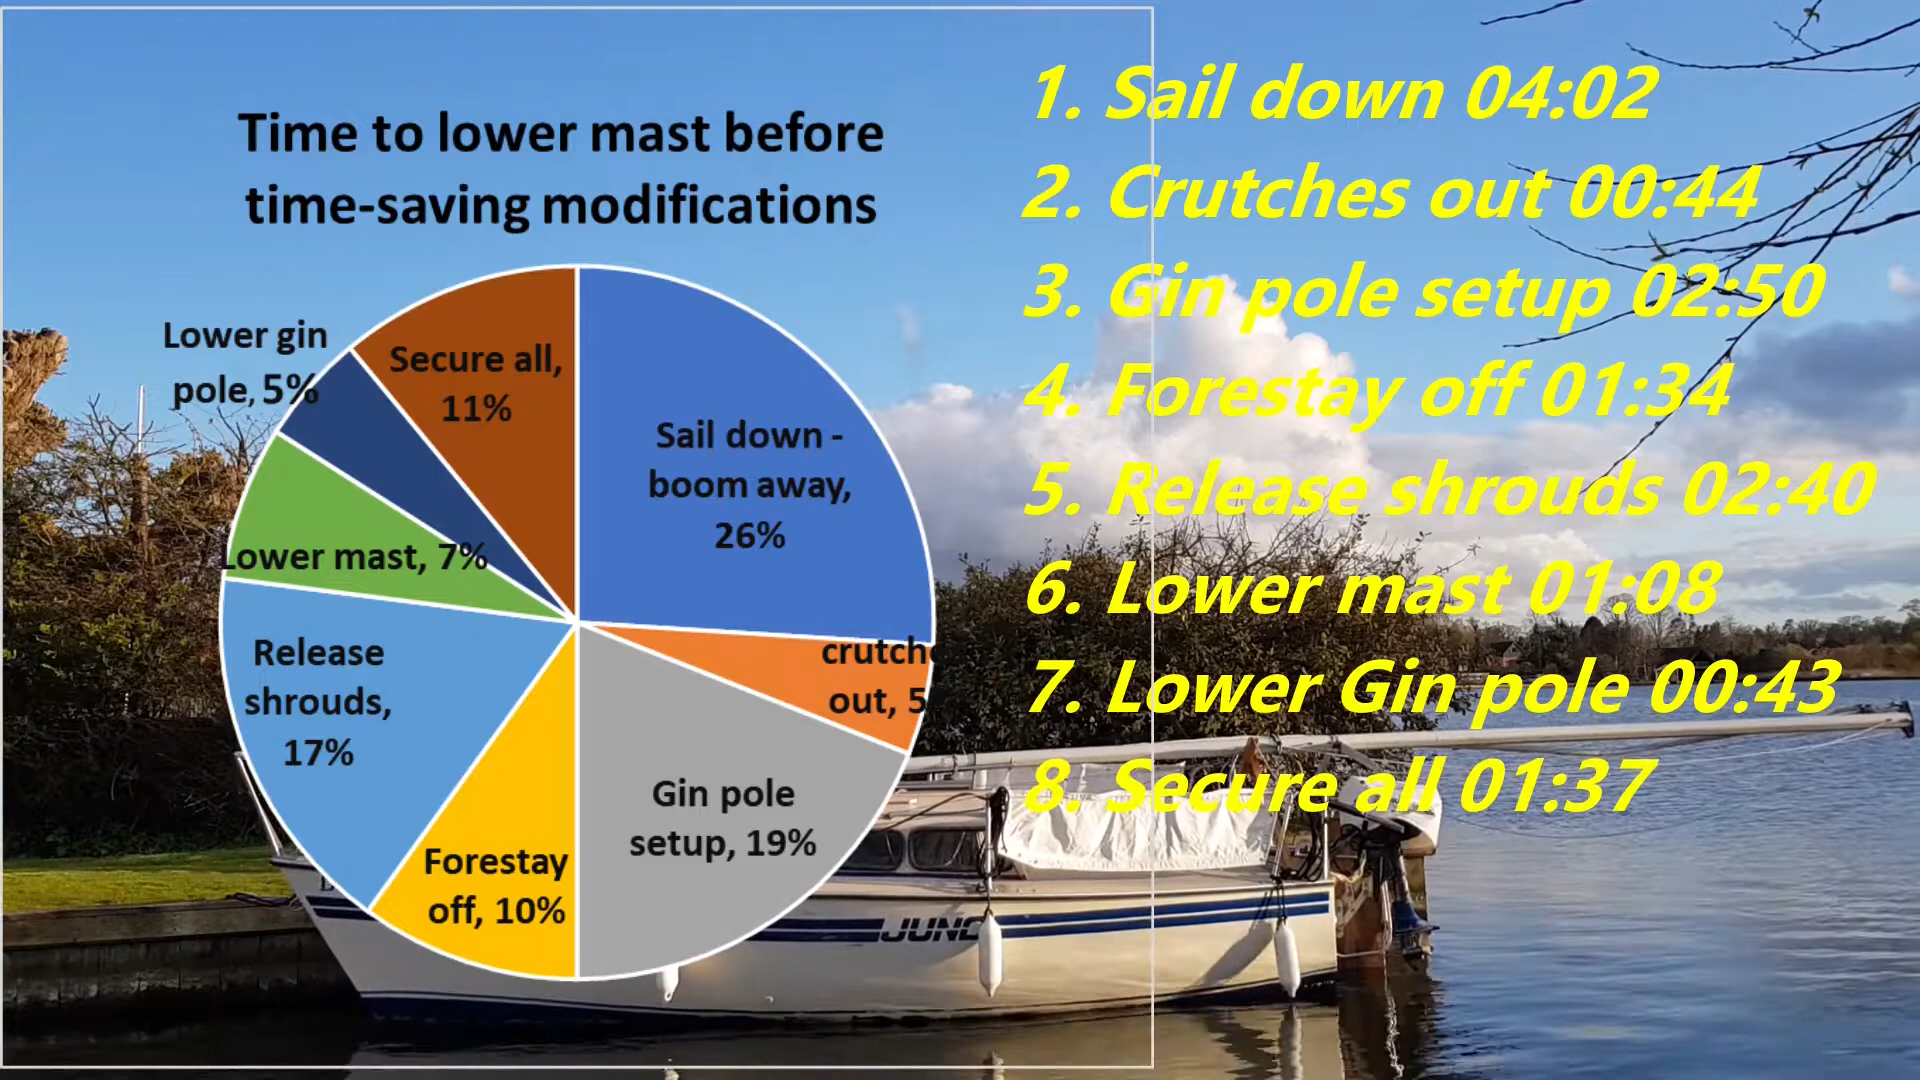 Time to lower mast before
time-saving modifications
Lower gin
pole, 5%
Secure all,
11%
Sail down -
boom away,
26%
Lower mast, 7%
crutche
out, 5
Release
shrouds,
17%
Gin pole
setup, 19%
Forestay
off, 10%
1. Sail down 04:02
2. Crutches out 00:44
3. Gin pole setup 02:50
4. Forestay off 01:34
5. Release shrouds 02:40
6. Lower mast 01:08
7. Lower Gin pole 00:43
8. Secure all 01:37